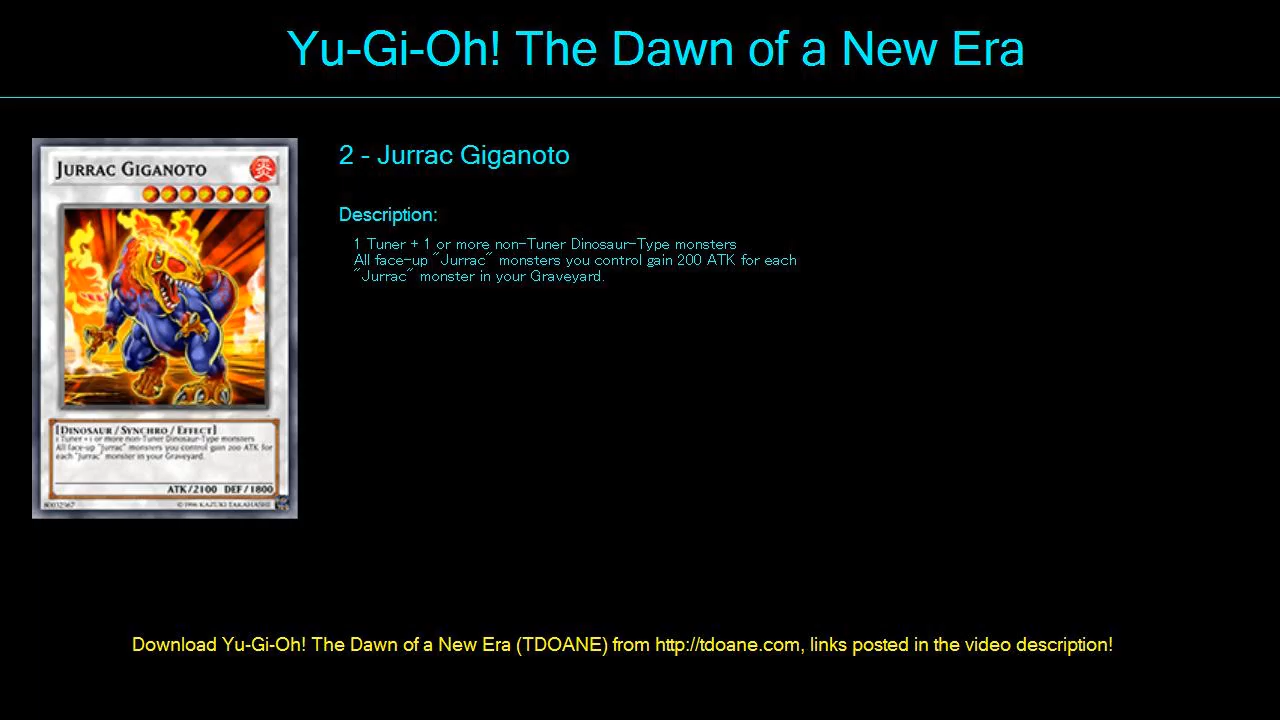 Yu-Gi-Oh! The Dawn of a New Era
JURRAC GIGANOTO
炎
[DINOSAUR / SYNCHRO / EFFECT]
1 Tuner + 1 or more non-Tuner Dinosaur-Type monsters
All face-up "Jurrac" monsters you control gain 200 ATK for
each "Jurrac" monster in your Graveyard.
ATK/2100 DEF/1800
80032567
©1996 KAZUKI TAKAHASHI
2 - Jurrac Giganoto
Description:
1 Tuner + 1 or more non-Tuner Dinosaur-Type monsters
All face-up "Jurrac" monsters you control gain 200 ATK for each
"Jurrac" monster in your Graveyard.
Download Yu-Gi-Oh! The Dawn of a New Era (TDOANE) from http://tdoane.com, links posted in the video description!